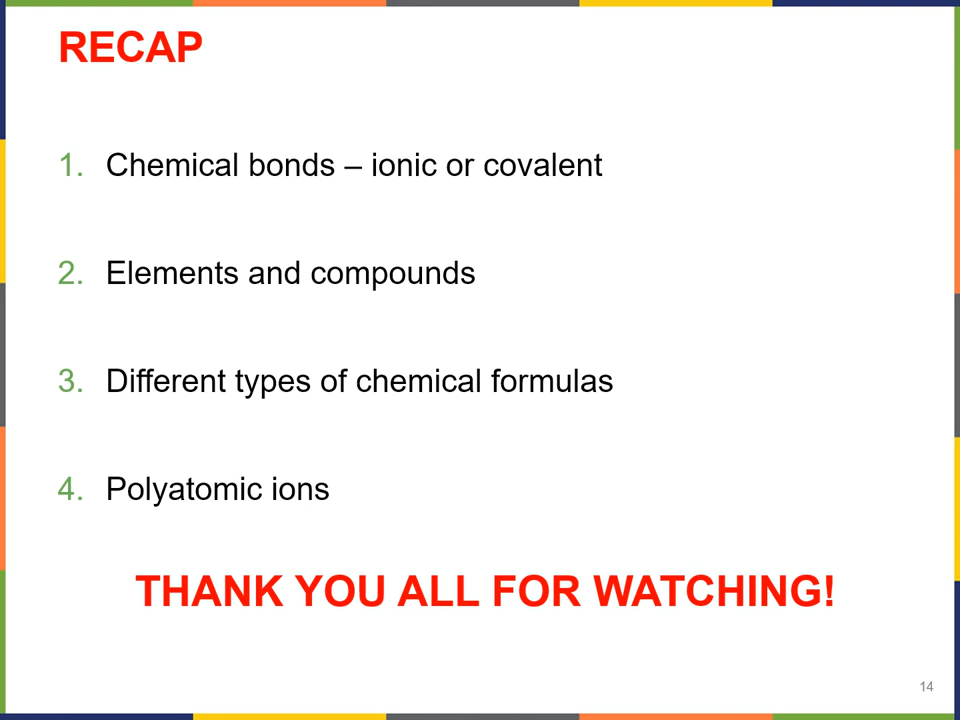 RECAP
1. Chemical bonds – ionic or covalent
2. Elements and compounds
3. Different types of chemical formulas
4. Polyatomic ions
THANK YOU ALL FOR WATCHING!
14